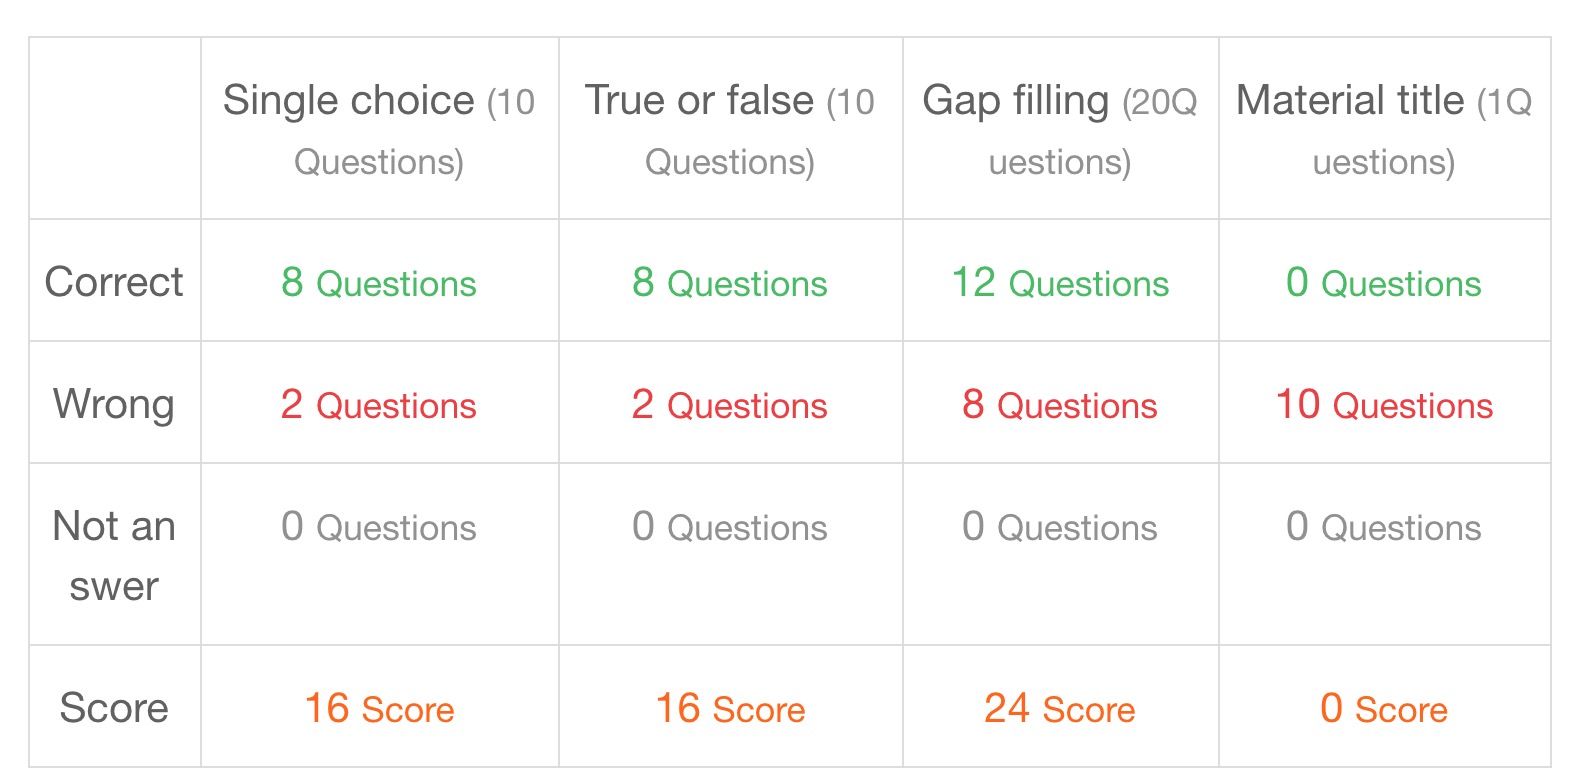 Single choice (10 True or false (10 Gap filling (20Q Material title (1Q
Questions) Questions) uestions) uestions)
Correct 8 Questions 8 Questions 12 Questions 0 Questions
Wrong 2 Questions 2 Questions 8 Questions 10 Questions
Not an 0 Questions 0 Questions 0 Questions 0 Questions
swer
Score 16 Score 16 Score 24 Score 0 Score